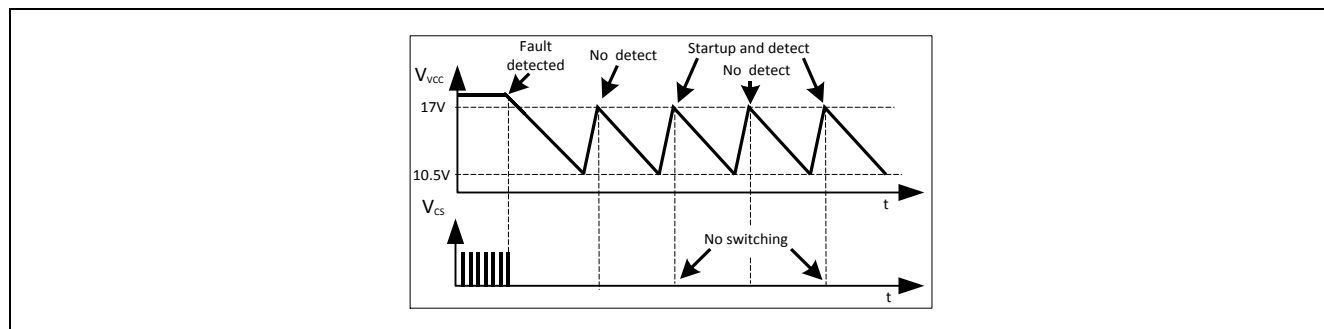 Fault
detected
No detect
Startup and detect
No detect
VVCC
17V
10.5V
t
VCS
No switching
t